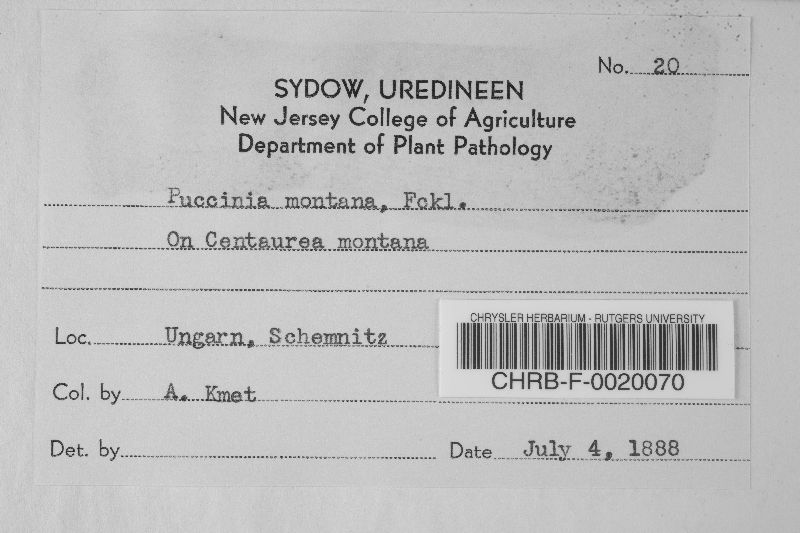 No. 20
SYDOW, UREDINEEN
New Jersey College of Agriculture
Department of Plant Pathology
Puccinia montana, Fckl.
On Centaurea montana
Loc. Ungarn, Schemnitz
CHRYSLER HERBARIUM - RUTGERS UNIVERSITY
CHRB-F-0020070
Col. by A. Kmet
Det. by
Date July 4, 1888